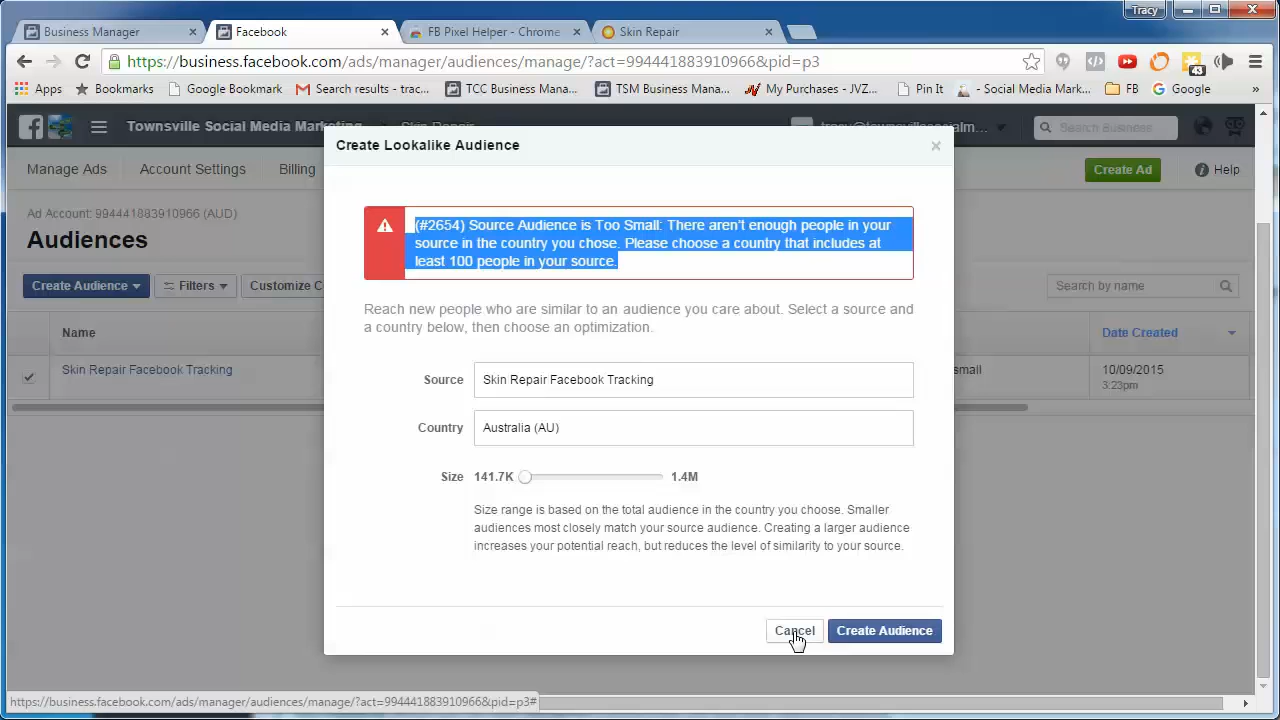 Tracy
Business Manager
Facebook
FB Pixel Helper - Chrome
Skin Repair
https://business.facebook.com/ads/manager/audiences/manage/?act=994441883910966&pid=p3
43
Apps
Bookmarks
Google Bookmark
Search results - trac...
TCC Business Mana...
TSM Business Mana...
My Purchases - JVZ...
Pin It
- Social Media Mark...
FB
Google
»
Townsville Social Media Marketing
Skin Repair
tracy@townsvillesocialm...
Search Business
Manage Ads
Account Settings
Billing
Create Ad
Help
Ad Account: 994441883910966 (AUD)
Audiences
Create Audience
Filters
Customize C
Search by name
Name
Date Created
Skin Repair Facebook Tracking
small
10/09/2015
3:23pm
Create Lookalike Audience
(#2654) Source Audience is Too Small: There aren't enough people in your
source in the country you chose. Please choose a country that includes at
least 100 people in your source.
Reach new people who are similar to an audience you care about. Select a source and
a country below, then choose an optimization.
Source
Skin Repair Facebook Tracking
Country
Australia (AU)
Size
141.7K
1.4M
Size range is based on the total audience in the country you choose. Smaller
audiences most closely match your source audience. Creating a larger audience
increases your potential reach, but reduces the level of similarity to your source.
Cancel
Create Audience
https://business.facebook.com/ads/manager/audiences/manage/?act=994441883910966&pid=p3#